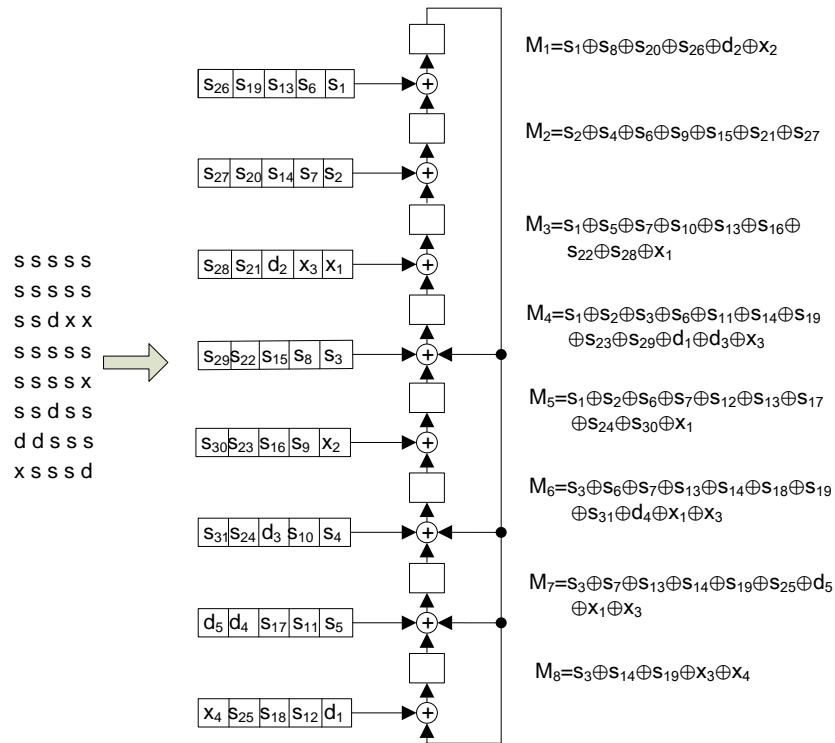 s s s s s
s s s s s
s s d x x
s s s s s
s s s s x
s s d s s
d d s s s
x s s s d
s₂₆ s₁₉ s₁₃ s₆ s₁
s₂₇ s₂₀ s₁₄ s₇ s₂
s₂₈ s₂₁ d₂ x₃ x₁
s₂₉ s₂₂ s₁₅ s₈ s₃
s₃₀ s₂₃ s₁₆ s₉ x₂
s₃₁ s₂₄ d₃ s₁₀ s₄
d₅ d₄ s₁₇ s₁₁ s₅
x₄ s₂₅ s₁₈ s₁₂ d₁
M₁=s₁⊕s₈⊕s₂₀⊕s₂₆⊕d₂⊕x₂
M₂=s₂⊕s₄⊕s₆⊕s₉⊕s₁₅⊕s₂₁⊕s₂₇
M₃=s₁⊕s₅⊕s₇⊕s₁₀⊕s₁₃⊕s₁₆⊕
s₂₂⊕s₂₈⊕x₁
M₄=s₁⊕s₂⊕s₃⊕s₆⊕s₁₁⊕s₁₄⊕s₁₉
⊕s₂₃⊕s₂₉⊕d₁⊕d₃⊕x₃
M₅=s₁⊕s₂⊕s₆⊕s₇⊕s₁₂⊕s₁₃⊕s₁₇
⊕s₂₄⊕s₃₀⊕x₁
M₆=s₃⊕s₆⊕s₇⊕s₁₃⊕s₁₄⊕s₁₈⊕s₁₉
⊕s₃₁⊕d₄⊕x₁⊕x₃
M₇=s₃⊕s₇⊕s₁₃⊕s₁₄⊕s₁₉⊕s₂₅⊕d₅
⊕x₁⊕x₃
M₈=s₃⊕s₁₄⊕s₁₉⊕x₃⊕x₄